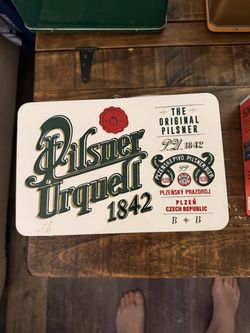 Pilsner
Urquell
1842
THE
ORIGINAL
PILSNER
P.U. 1842
PLZEŇSKÝ PRAZDROJ
PLZEŇ
CZECH REPUBLIC
B B